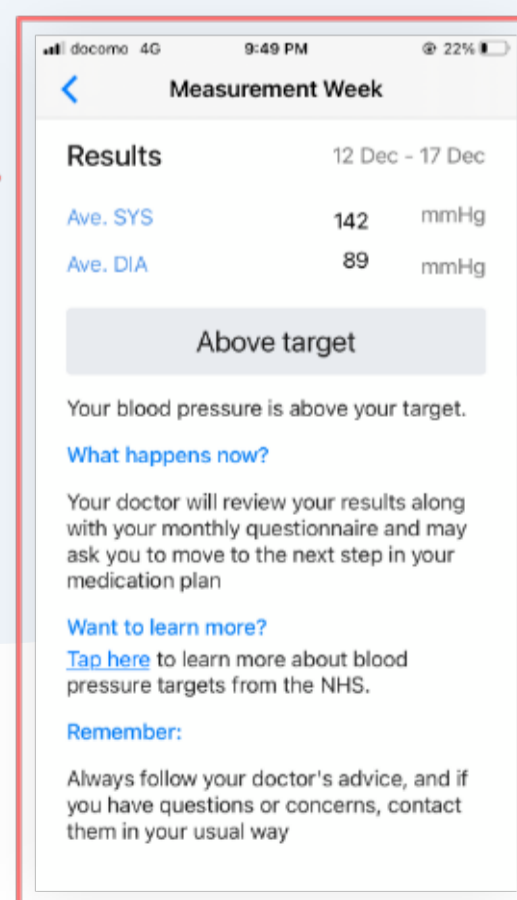 docomo 4G 9:49 PM 22%
Measurement Week
Results 12 Dec - 17 Dec
Ave. SYS 142 mmHg
Ave. DIA 89 mmHg
Above target
Your blood pressure is above your target.
What happens now?
Your doctor will review your results along
with your monthly questionnaire and may
ask you to move to the next step in your
medication plan
Want to learn more?
Tap here to learn more about blood
pressure targets from the NHS.
Remember:
Always follow your doctor's advice, and if
you have questions or concerns, contact
them in your usual way